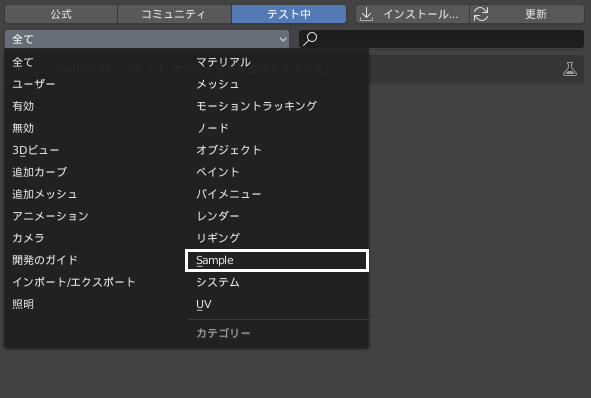 公式 コミュニティ テスト中 インストール... 更新
全て
全て
ユーザー
有効
無効
3Dビュー
追加カーブ
追加メッシュ
アニメーション
カメラ
開発のガイド
インポート/エクスポート
照明
マテリアル
メッシュ
モーショントラッキング
ノード
オブジェクト
ペイント
パイメニュー
レンダー
リギング
Sample
システム
UV
カテゴリー